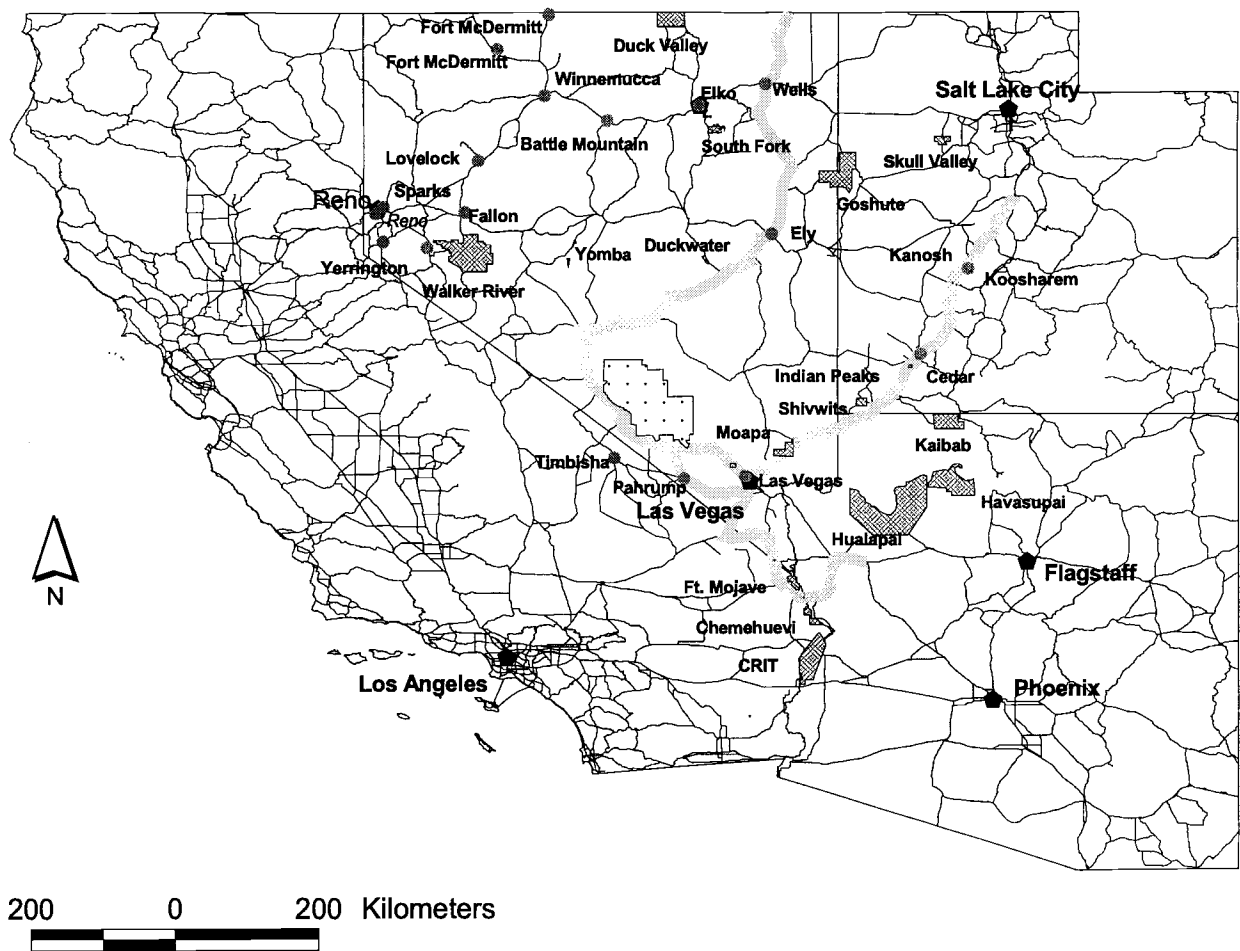 Fort McDermitt
Duck Valley
Fort McDermitt
Winnemucca
Elko
Wells
Salt Lake City
Battle Mountain
South Fork
Lovelock
Skull Valley
Sparks
Reno
Reno
Fallon
Goshute
Yomba
Duckwater
Ely
Kanosh
Yerrington
Koosharem
Walker River
Indian Peaks
Cedar
Shivwits
Moapa
Kaibab
Timbisha
Pahrump
Las Vegas
Las Vegas
Havasupai
Hualapai
Flagstaff
Ft. Mojave
N
Chemehuevi
CRIT
Los Angeles
Phoenix
200 0 200 Kilometers